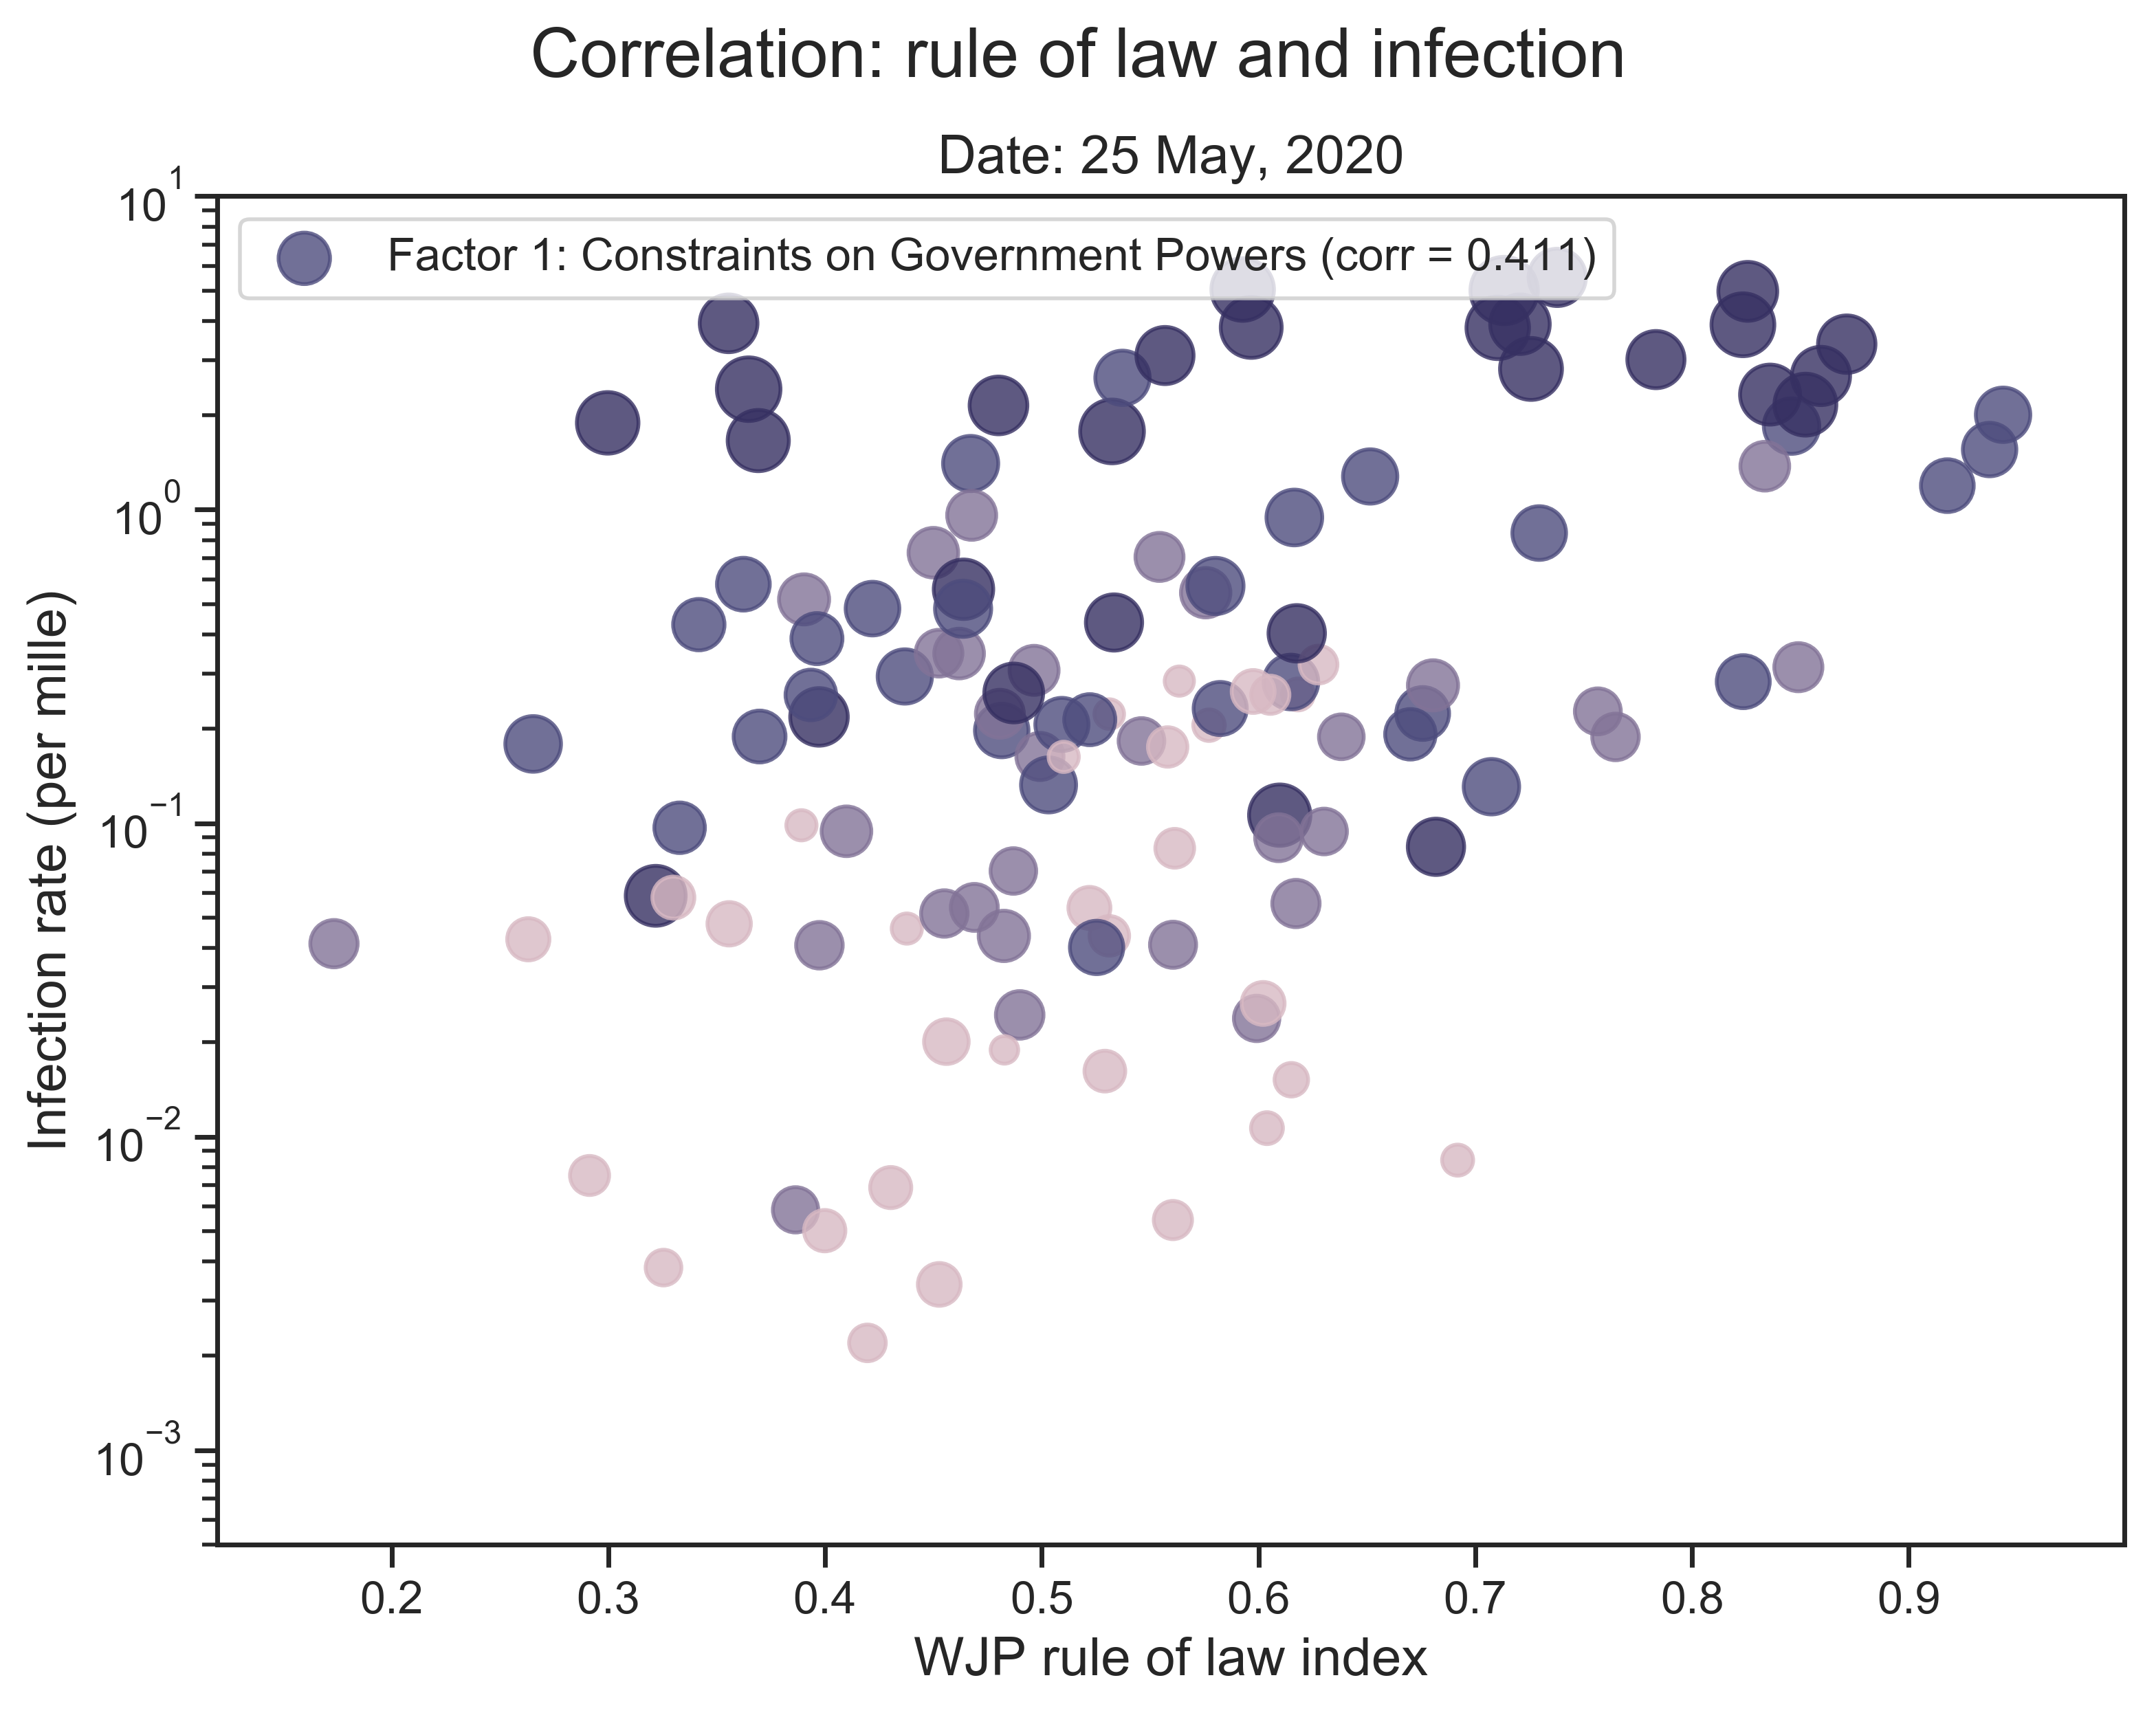 Correlation: rule of law and infection
Date: 25 May, 2020
Factor 1: Constraints on Government Powers (corr = 0.411)
Infection rate (per mille)
10^1
10^0
10^−1
10^−2
10^−3
0.2 0.3 0.4 0.5 0.6 0.7 0.8 0.9
WJP rule of law index